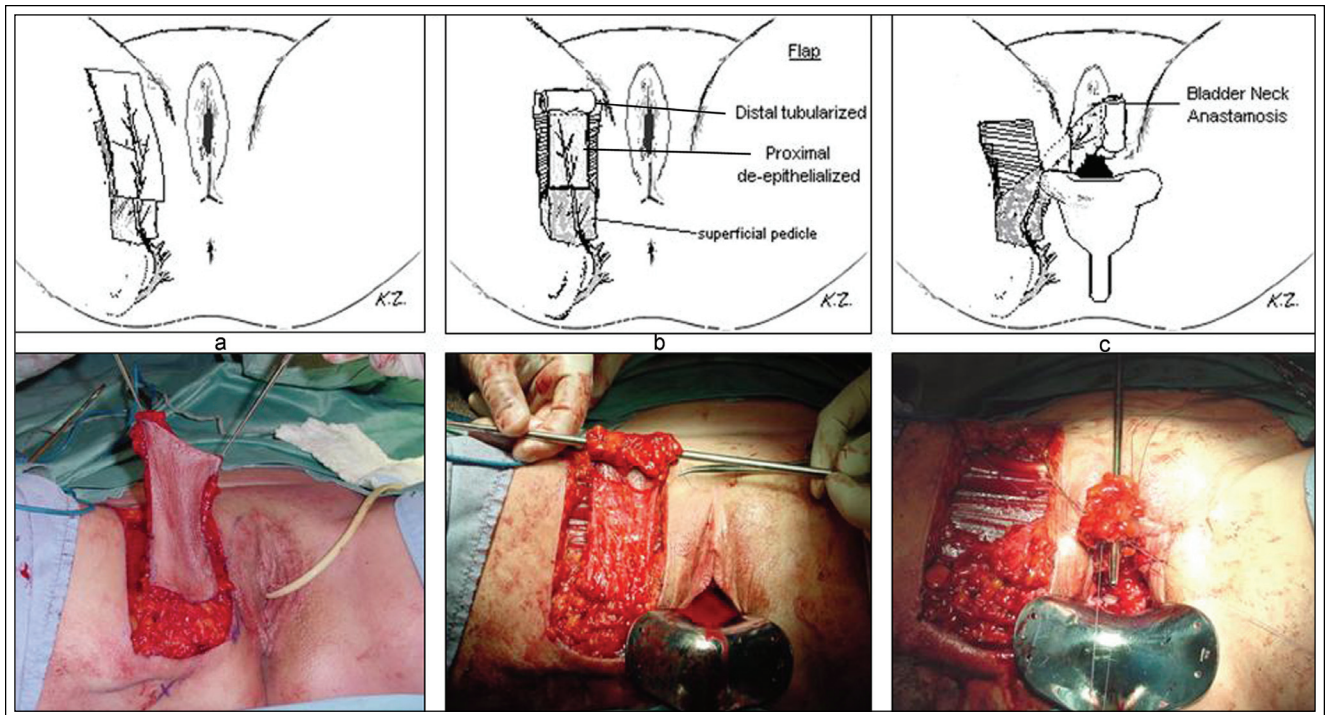 Flap
Distal tubularized
Proximal
de-epithelialized
superficial pedicle
Bladder Neck
Anastamosis
K.Z.
K.Z.
K.Z.
a
b
c